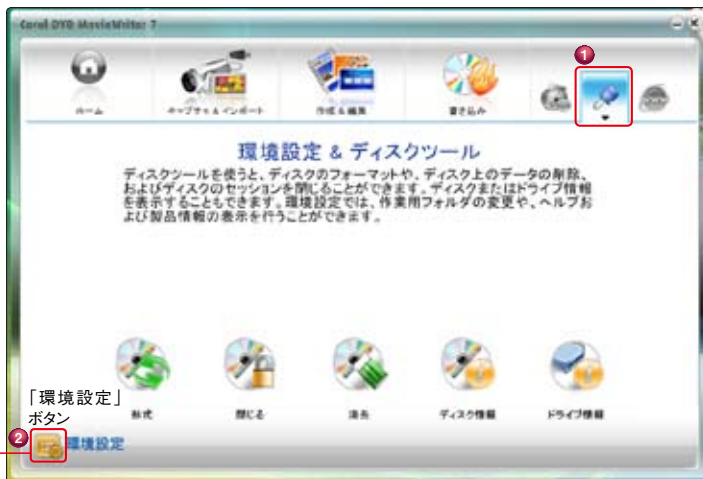 Corel DVD MovieWriter 7
1
ホーム
キャプチャ & インポート
作成 & 編集
書き込み
環境設定 & ディスクツール
ディスクツールを使うと、ディスクのフォーマットや、ディスク上のデータの削除、
およびディスクのセッションを閉じることができます。ディスクまたはドライブ情報
を表示することもできます。環境設定では、作業用フォルダの変更や、ヘルプお
よび製品情報の表示を行うことができます。
「環境設定」
ボタン
形式
閉じる
消去
ディスク情報
ドライブ情報
2
環境設定